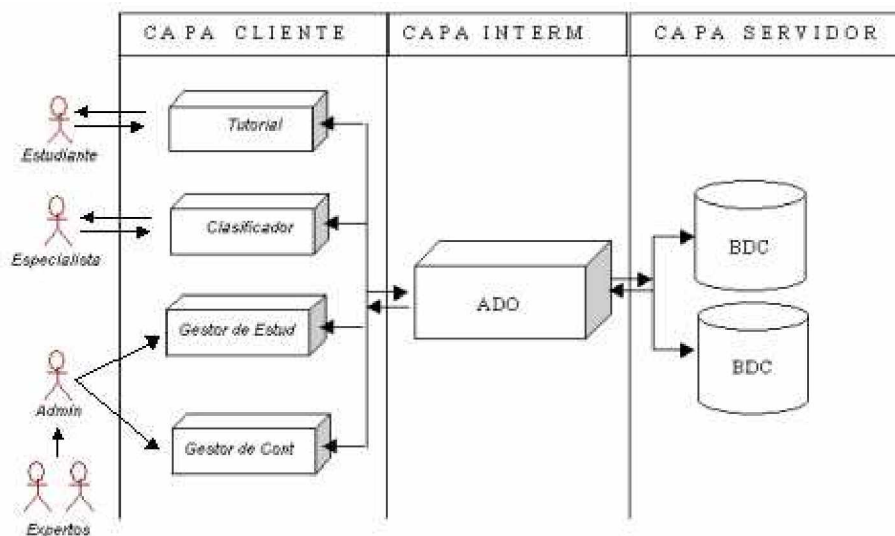 CAPA CLIENTE
CAPA INTERM
CAPA SERVIDOR
Tutorial
Estudiante
Clasificador
Especialista
BDC
ADO
Gestor de Estud
BDC
Admin
Gestor de Cont
Expertos